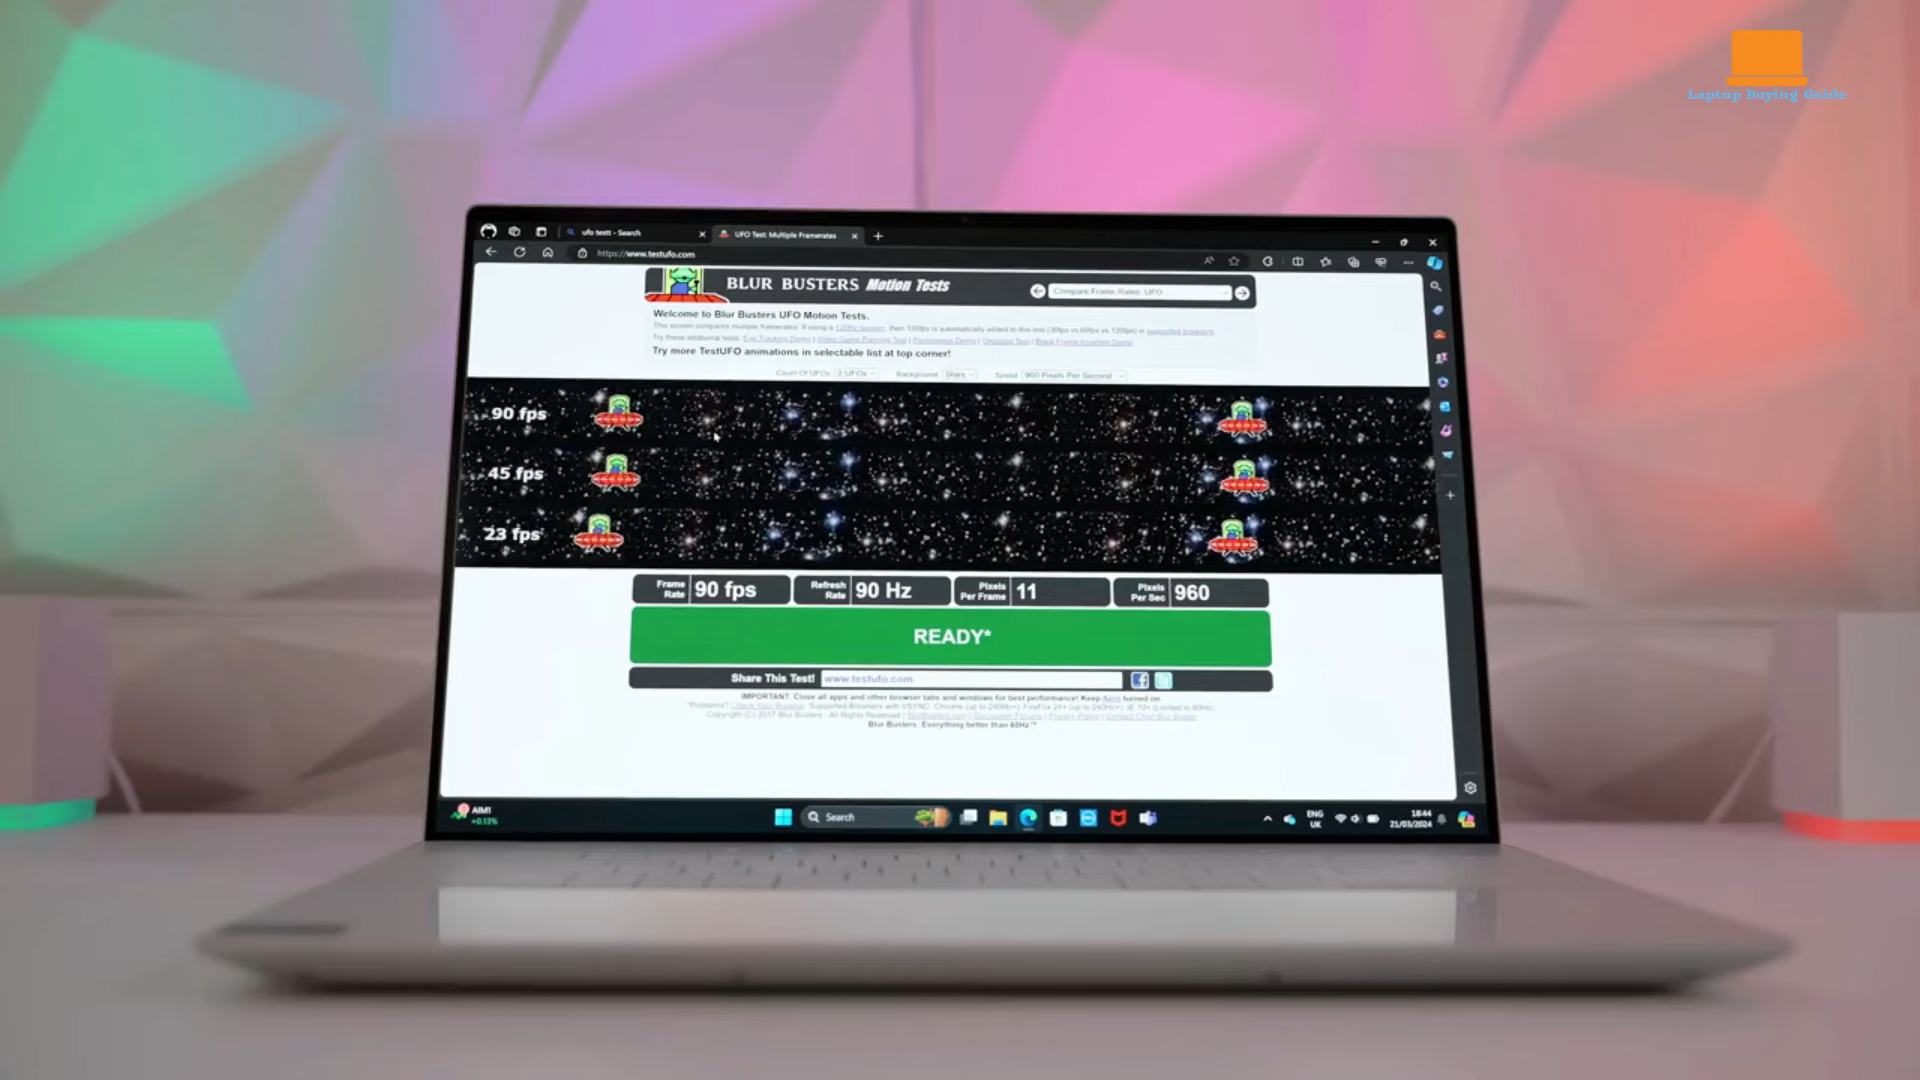 Laptop Buying Guide
ufo testt - Search
UFO Test: Multiple Framerates
https://www.testufo.com
BLUR BUSTERS Motion Tests
Compare Frame Rates: UFO
Welcome to Blur Busters UFO Motion Tests.
This screen compares multiple framerates. If using a 120Hz monitor, then 120fps is automatically added to this test (30fps vs 60fps vs 120fps) in supported browsers.
Try these additional tests: Eye Tracking Demo | Video Game Panning Test | Persistence Demo | Ghosting Test | Black Frame Insertion Demo
Try more TestUFO animations in selectable list at top corner!
Count Of UFOs: 3 UFOs Background: Stars Speed: 960 Pixels Per Second
90 fps
45 fps
23 fps
Frame Rate 90 fps Refresh Rate 90 Hz Pixels Per Frame 11 Pixels Per Sec 960
READY*
Share This Test! www.testufo.com
IMPORTANT: Close all apps and other browser tabs and windows for best performance! Keep Aero turned on.
*Problems? Check Your Browser. Supported Browsers with VSYNC: Chrome (up to 240Hz+), FireFox 24+ (up to 240Hz+), IE 10+ (Limited to 60Hz)
Copyright (C) 2017 Blur Busters - All Rights Reserved | BlurBusters.com | Discussion Forums | Privacy Policy | Contact Chief Blur Buster
Blur Busters: Everything better than 60Hz™
AIM1
+0.13%
Search
ENG
UK
18:44
21/03/2024